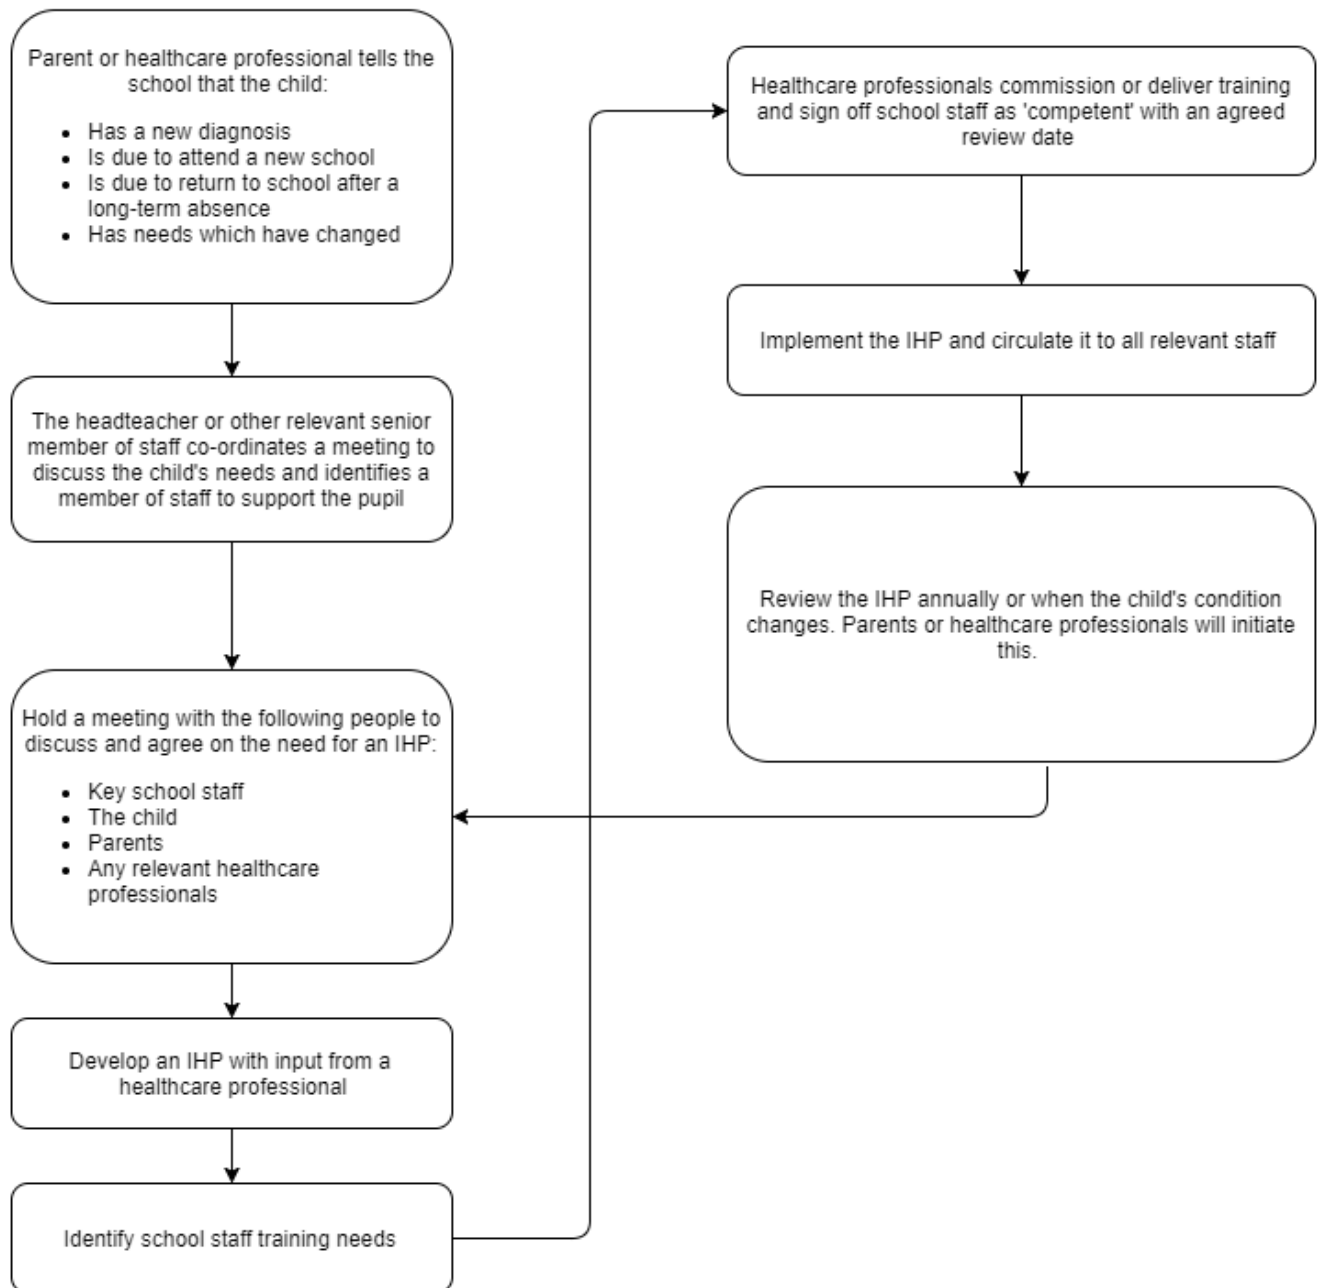 Parent or healthcare professional tells the
school that the child:
• Has a new diagnosis
• Is due to attend a new school
• Is due to return to school after a
long-term absence
• Has needs which have changed
The headteacher or other relevant senior
member of staff co-ordinates a meeting to
discuss the child's needs and identifies a
member of staff to support the pupil
Hold a meeting with the following people to
discuss and agree on the need for an IHP:
• Key school staff
• The child
• Parents
• Any relevant healthcare
professionals
Develop an IHP with input from a
healthcare professional
Identify school staff training needs
Healthcare professionals commission or deliver training
and sign off school staff as 'competent' with an agreed
review date
Implement the IHP and circulate it to all relevant staff
Review the IHP annually or when the child's condition
changes. Parents or healthcare professionals will initiate
this.